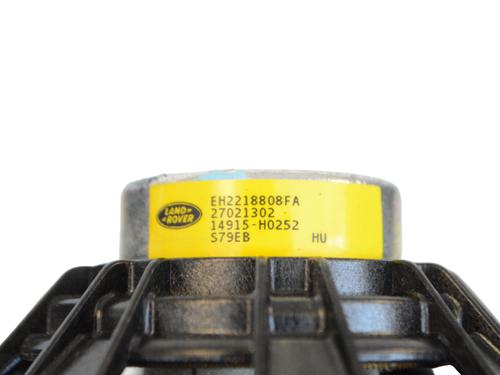 LAND
ROVER
EH2218808FA
27021302
14915-H0252
S79EB HU